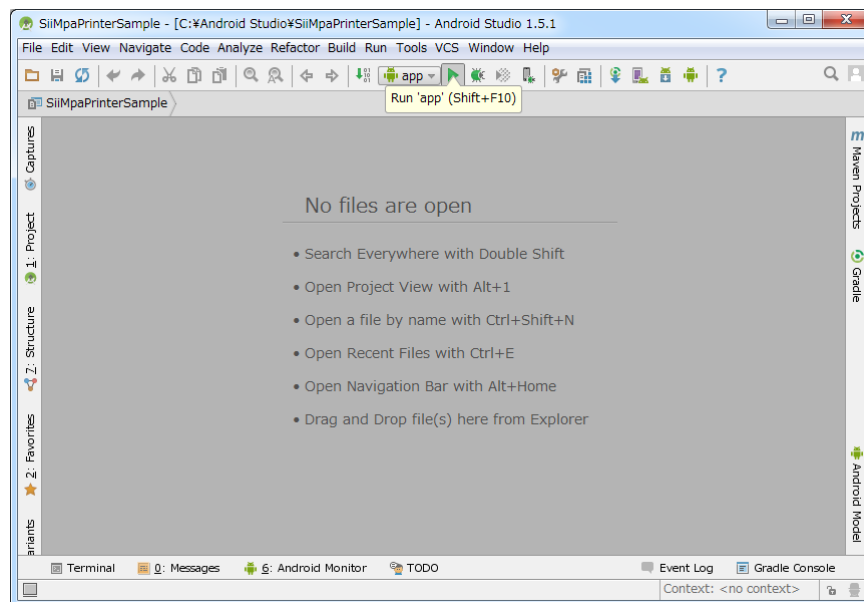 SiiMpaPrinterSample - [C:¥Android Studio¥SiiMpaPrinterSample] - Android Studio 1.5.1
File Edit View Navigate Code Analyze Refactor Build Run Tools VCS Window Help
app
Run 'app' (Shift+F10)
SiiMpaPrinterSample
Captures
1: Project
7: Structure
2: Favorites
ariants
No files are open
• Search Everywhere with Double Shift
• Open Project View with Alt+1
• Open a file by name with Ctrl+Shift+N
• Open Recent Files with Ctrl+E
• Open Navigation Bar with Alt+Home
• Drag and Drop file(s) here from Explorer
m Maven Projects
Gradle
Android Model
Terminal 0: Messages 6: Android Monitor TODO Event Log Gradle Console
Context: <no context>